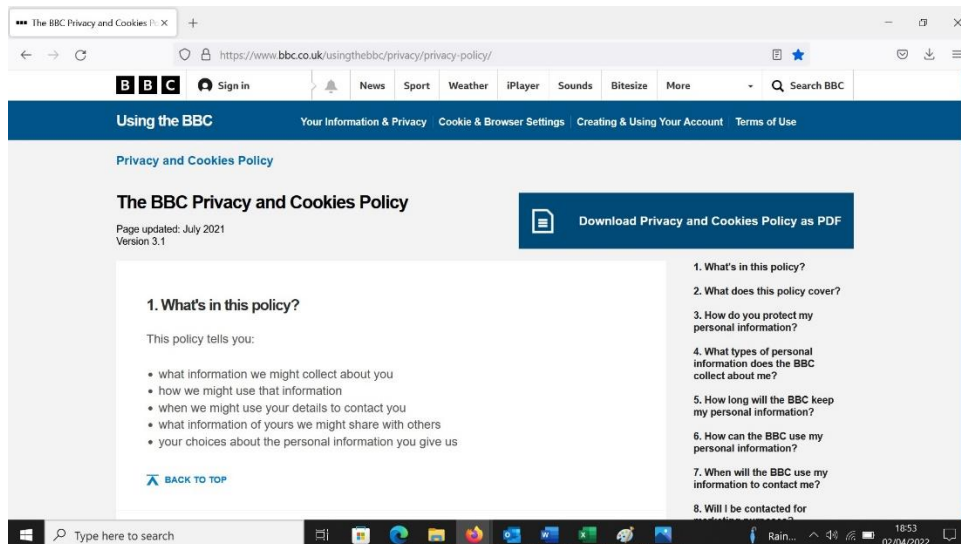 The BBC Privacy and Cookies Po
https://www.bbc.co.uk/usingthebbc/privacy/privacy-policy/
BBC Sign in News Sport Weather iPlayer Sounds Bitesize More Search BBC
Using the BBC Your Information & Privacy Cookie & Browser Settings Creating & Using Your Account Terms of Use
Privacy and Cookies Policy
The BBC Privacy and Cookies Policy
Page updated: July 2021
Version 3.1
Download Privacy and Cookies Policy as PDF
1. What's in this policy?
This policy tells you:
• what information we might collect about you
• how we might use that information
• when we might use your details to contact you
• what information of yours we might share with others
• your choices about the personal information you give us
BACK TO TOP
1. What's in this policy?
2. What does this policy cover?
3. How do you protect my
personal information?
4. What types of personal
information does the BBC
collect about me?
5. How long will the BBC keep
my personal information?
6. How can the BBC use my
personal information?
7. When will the BBC use my
information to contact me?
8. Will I be contacted for
marketing purposes?
Type here to search Rain... 18:53
02/04/2022